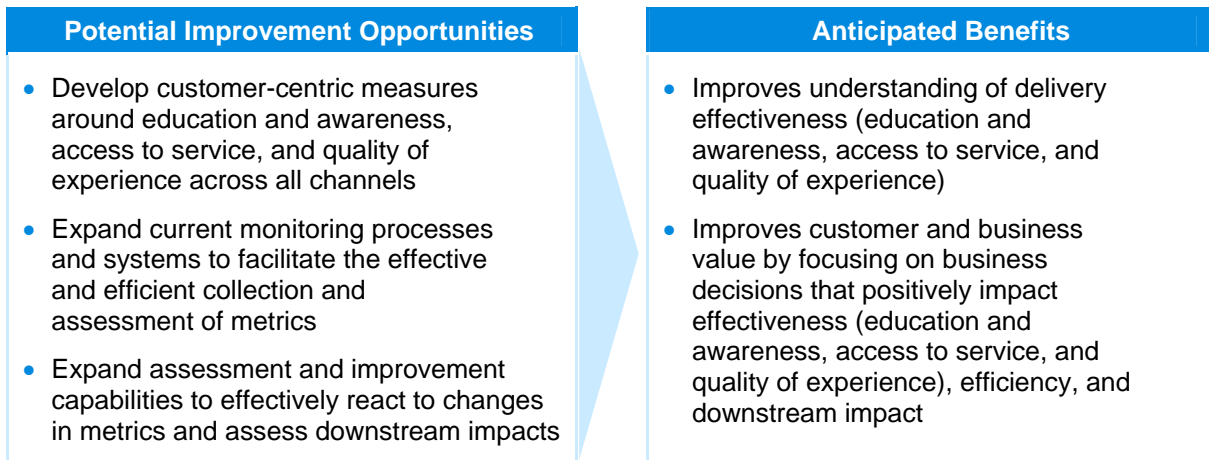 Potential Improvement Opportunities
• Develop customer-centric measures
around education and awareness,
access to service, and quality of
experience across all channels
• Expand current monitoring processes
and systems to facilitate the effective
and efficient collection and
assessment of metrics
• Expand assessment and improvement
capabilities to effectively react to changes
in metrics and assess downstream impacts
Anticipated Benefits
• Improves understanding of delivery
effectiveness (education and
awareness, access to service, and
quality of experience)
• Improves customer and business
value by focusing on business
decisions that positively impact
effectiveness (education and
awareness, access to service, and
quality of experience), efficiency, and
downstream impact